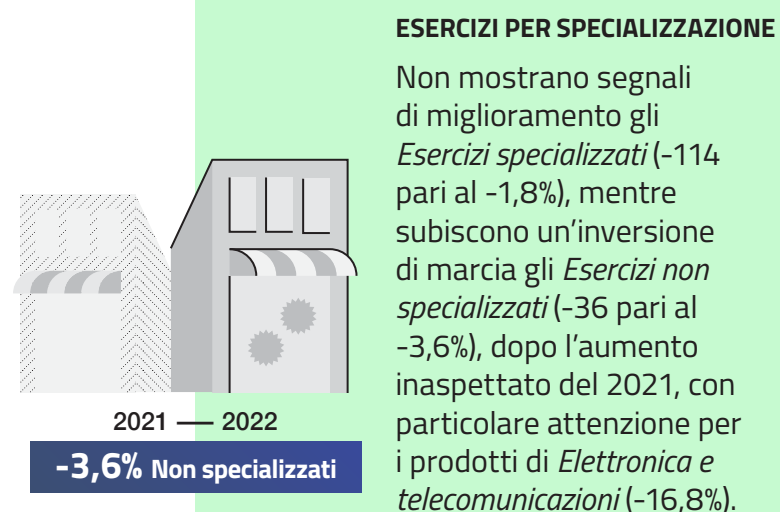 ESERCIZI PER SPECIALIZZAZIONE
Non mostrano segnali
di miglioramento gli
Esercizi specializzati (-114
pari al -1,8%), mentre
subiscono un'inversione
di marcia gli Esercizi non
specializzati (-36 pari al
-3,6%), dopo l'aumento
inaspettato del 2021, con
particolare attenzione per
i prodotti di Elettronica e
telecomunicazioni (-16,8%).
2021 — 2022
-3,6% Non specializzati